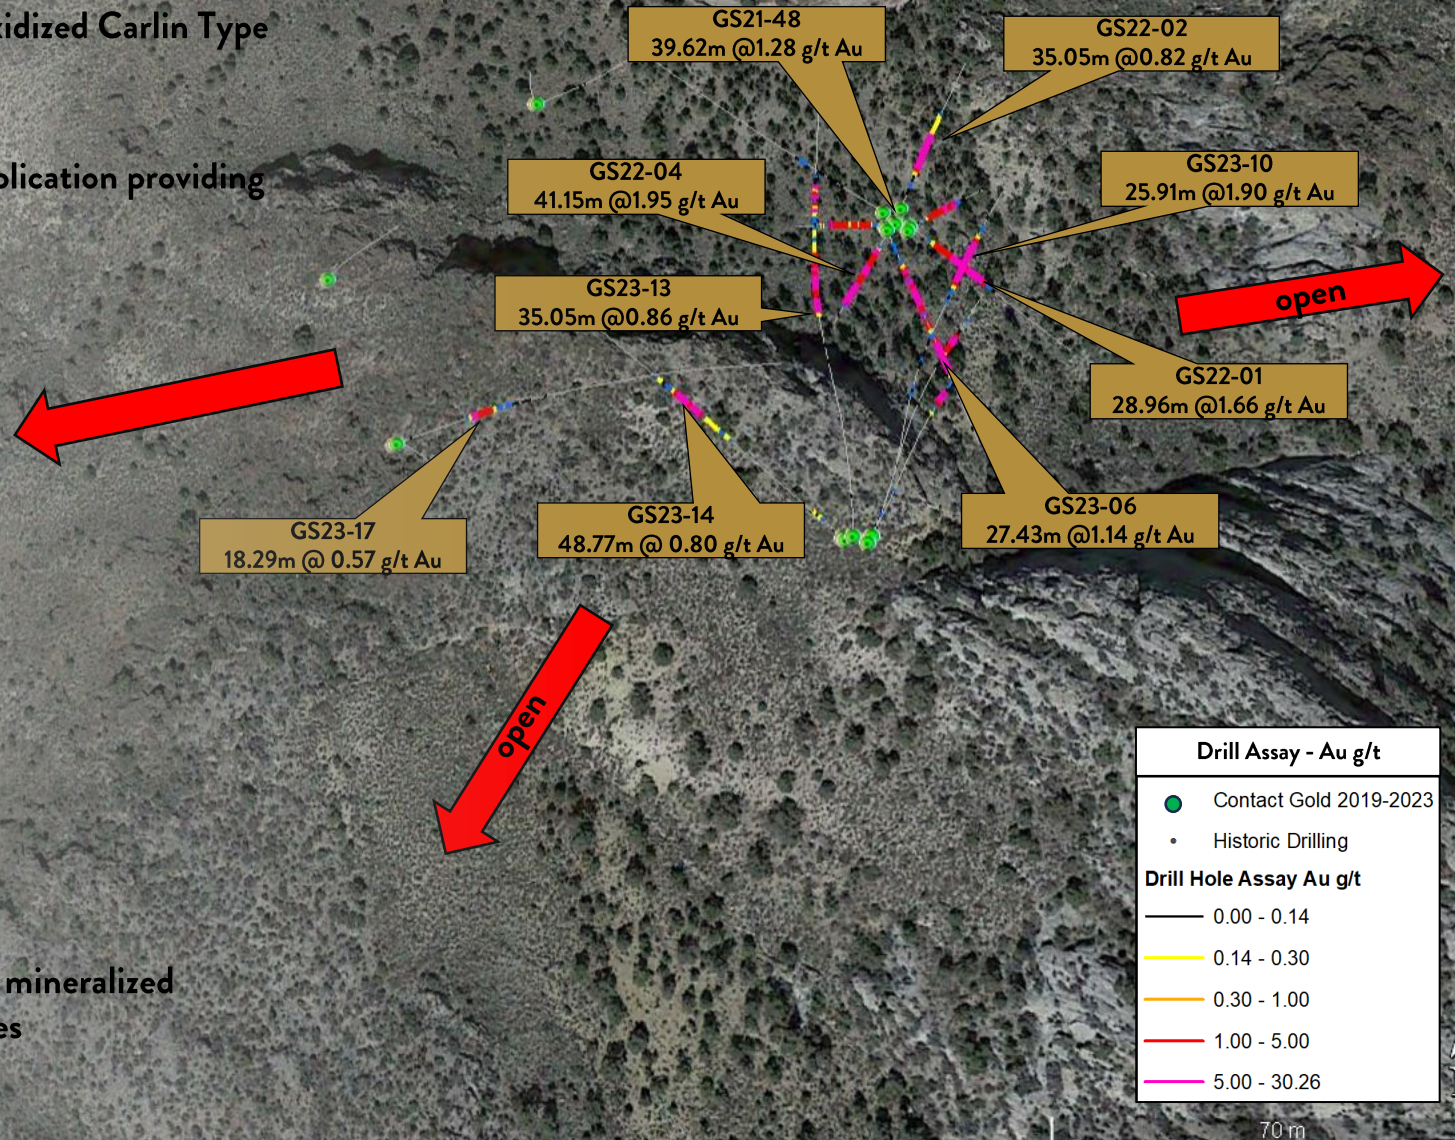 xidized Carlin Type
plication providing
mineralized
es
GS21-48
39.62m @1.28 g/t Au
GS22-02
35.05m @0.82 g/t Au
GS22-04
41.15m @1.95 g/t Au
GS23-10
25.91m @1.90 g/t Au
GS23-13
35.05m @0.86 g/t Au
open
GS22-01
28.96m @1.66 g/t Au
GS23-17
18.29m @ 0.57 g/t Au
GS23-14
48.77m @ 0.80 g/t Au
GS23-06
27.43m @1.14 g/t Au
open
Drill Assay - Au g/t
Contact Gold 2019-2023
Historic Drilling
Drill Hole Assay Au g/t
0.00 - 0.14
0.14 - 0.30
0.30 - 1.00
1.00 - 5.00
5.00 - 30.26
70 m